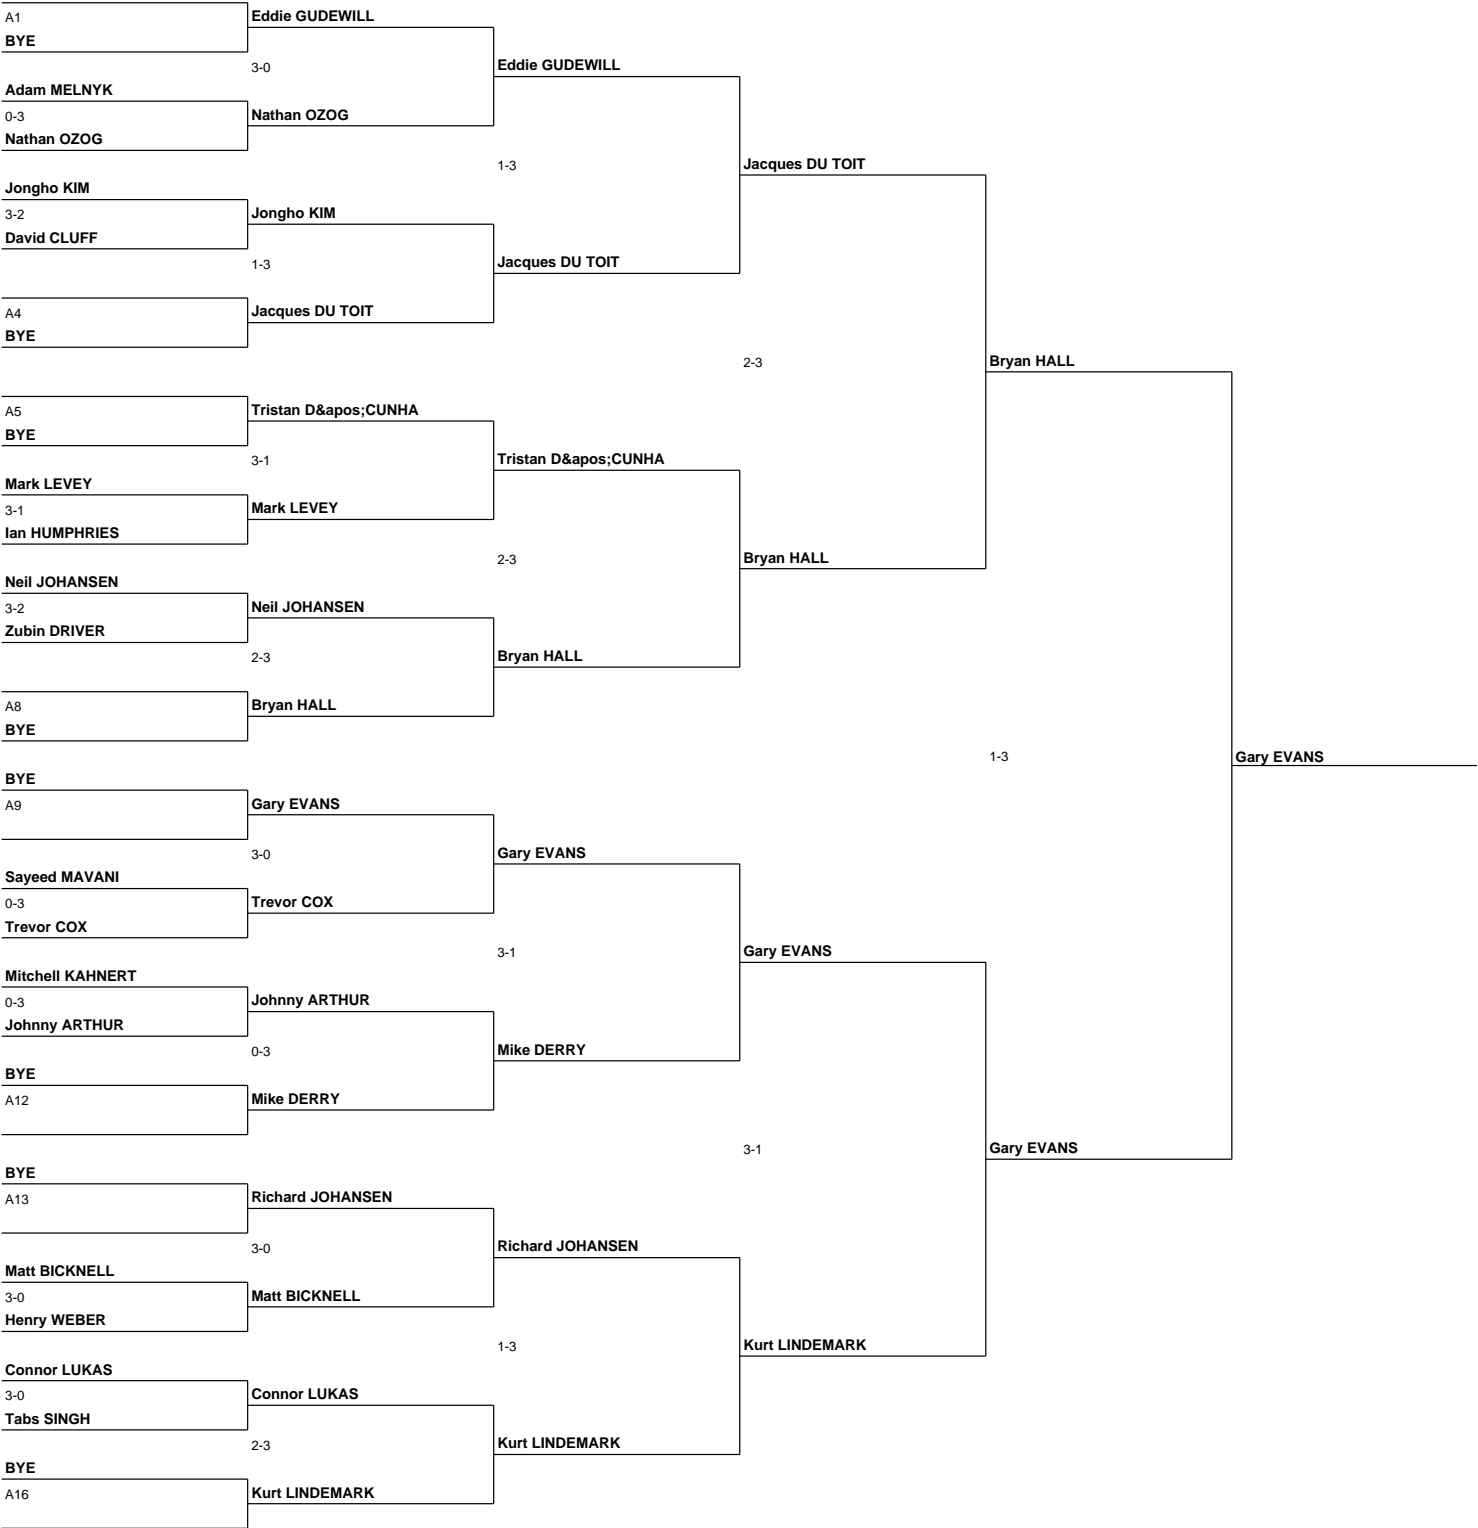 A1
BYE
Eddie GUDEWILL
3-0
Adam MELNYK
0-3
Nathan OZOG
Nathan OZOG
Eddie GUDEWILL
1-3
Jongho KIM
3-2
David CLUFF
Jongho KIM
1-3
A4
BYE
Jacques DU TOIT
Jacques DU TOIT
Jacques DU TOIT
2-3
A5
BYE
Tristan D&apos;CUNHA
3-1
Mark LEVEY
3-1
Ian HUMPHRIES
Mark LEVEY
Tristan D&apos;CUNHA
2-3
Neil JOHANSEN
3-2
Zubin DRIVER
Neil JOHANSEN
2-3
A8
BYE
Bryan HALL
Bryan HALL
Bryan HALL
Bryan HALL
1-3
BYE
A9
Gary EVANS
3-0
Sayeed MAVANI
0-3
Trevor COX
Trevor COX
Gary EVANS
3-1
Mitchell KAHNERT
0-3
Johnny ARTHUR
Johnny ARTHUR
0-3
BYE
A12
Mike DERRY
Mike DERRY
Gary EVANS
3-1
BYE
A13
Richard JOHANSEN
3-0
Matt BICKNELL
3-0
Henry WEBER
Matt BICKNELL
Richard JOHANSEN
1-3
Connor LUKAS
3-0
Tabs SINGH
Connor LUKAS
2-3
BYE
A16
Kurt LINDEMARK
Kurt LINDEMARK
Kurt LINDEMARK
Gary EVANS
Gary EVANS